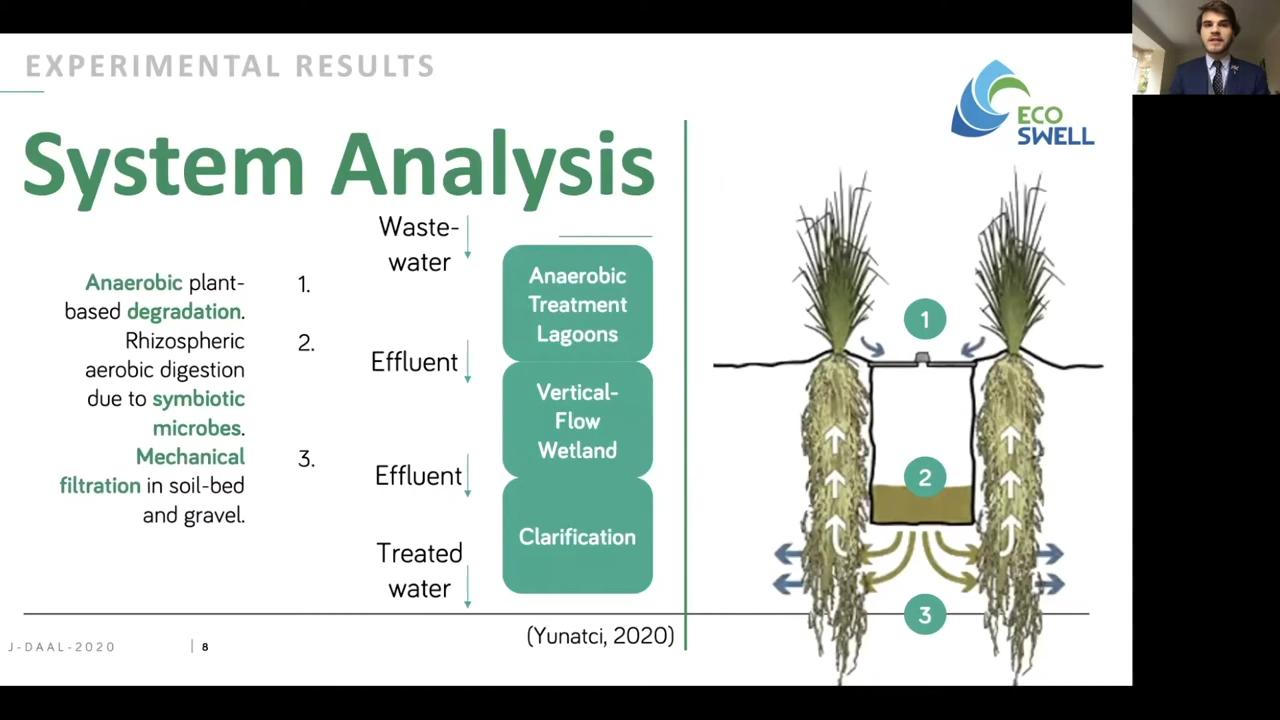 EXPERIMENTAL RESULTS
ECO
SWELL
System Analysis
Anaerobic plant-
based degradation.
Rhizospheric
aerobic digestion
due to symbiotic
microbes.
Mechanical
filtration in soil-bed
and gravel.
1.
2.
3.
Waste-
water
Effluent
Effluent
Treated
water
Anaerobic
Treatment
Lagoons
Vertical-
Flow
Wetland
Clarification
1
2
3
(Yunatci, 2020)
J-DAAL-2020
8